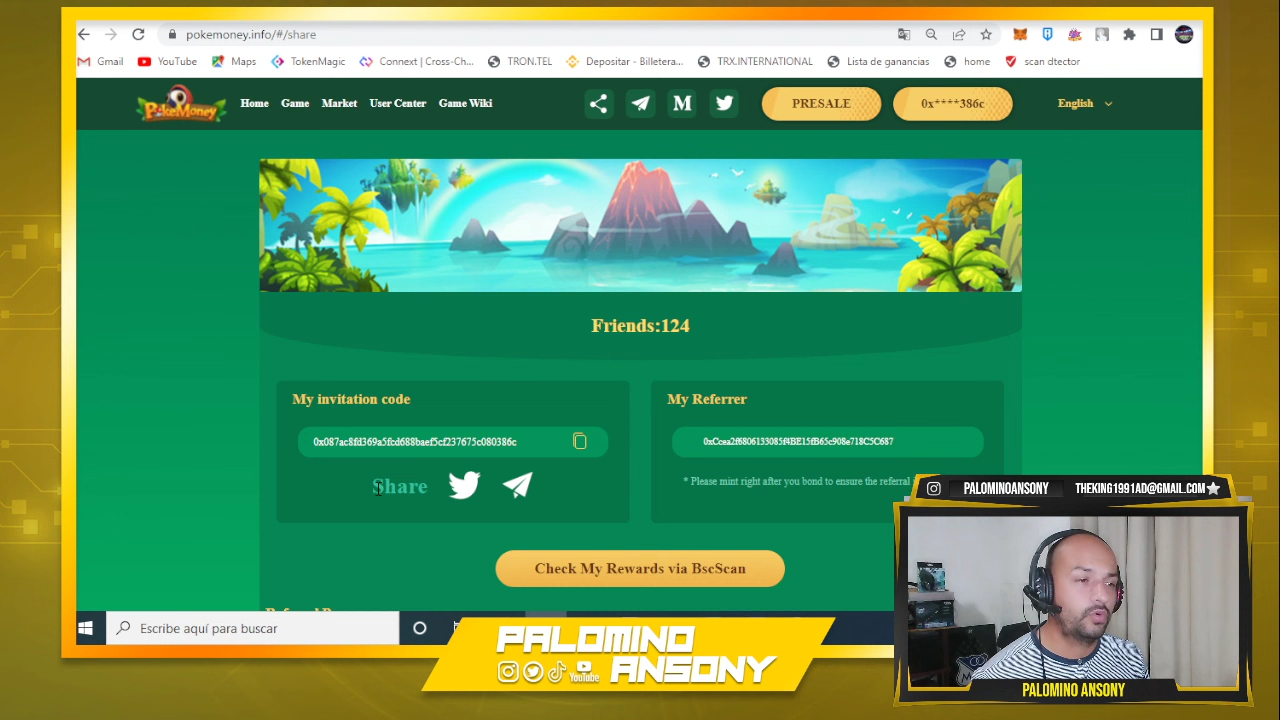 pokemoney.info/#/share
Gmail YouTube Maps TokenMagic Connext | Cross-Ch... TRON.TEL Depositar - Billetera... TRX.INTERNATIONAL Lista de ganancias home scan dtector
PokeMoney Home Game Market User Center Game Wiki M PRESALE 0x****386c English
Friends:124
My invitation code
0x087ac8fd369a5fcd688baef5cf237675c080386c
Share
My Referrer
0xCcea2f6806133085f4BE15fB65c908e718C5C687
* Please mint right after you bond to ensure the referral
Check My Rewards via BscScan
Escribe aquí para buscar
PALOMINO
ANSONY
YouTube
PALOMINOANSONY THEKING1991AD@GMAIL.COM
PALOMINO ANSONY